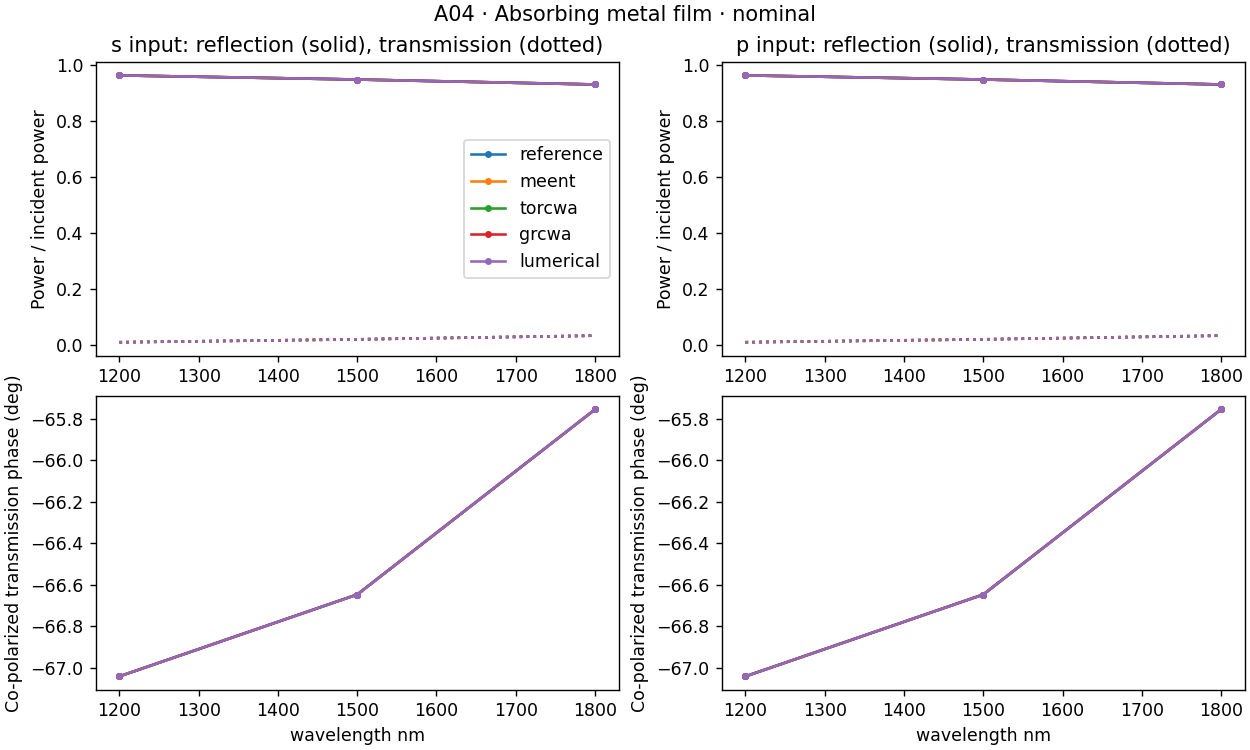 A04 · Absorbing metal film · nominal
s input: reflection (solid), transmission (dotted)
Power / incident power
1.0
0.8
0.6
0.4
0.2
0.0
reference
meent
torcwa
grcwa
lumerical
1200 1300 1400 1500 1600 1700 1800
p input: reflection (solid), transmission (dotted)
Power / incident power
1.0
0.8
0.6
0.4
0.2
0.0
1200 1300 1400 1500 1600 1700 1800
Co-polarized transmission phase (deg)
−65.8
−66.0
−66.2
−66.4
−66.6
−66.8
−67.0
1200 1300 1400 1500 1600 1700 1800
wavelength nm
Co-polarized transmission phase (deg)
−65.8
−66.0
−66.2
−66.4
−66.6
−66.8
−67.0
1200 1300 1400 1500 1600 1700 1800
wavelength nm